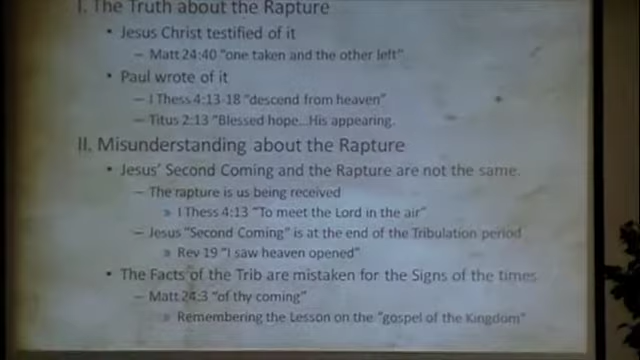 I. The Truth about the Rapture
• Jesus Christ testified of it
– Matt 24:40 "one taken and the other left"
• Paul wrote of it
– I Thess 4:13-18 "descend from heaven"
– Titus 2:13 "Blessed hope...His appearing.
II. Misunderstanding about the Rapture
• Jesus' Second Coming and the Rapture are not the same.
– The rapture is us being received
» I Thess 4:13 "To meet the Lord in the air"
– Jesus "Second Coming" is at the end of the Tribulation period
» Rev 19 "I saw heaven opened"
• The Facts of the Trib are mistaken for the Signs of the times
– Matt 24:3 "of thy coming"
» Remembering the Lesson on the "gospel of the Kingdom"